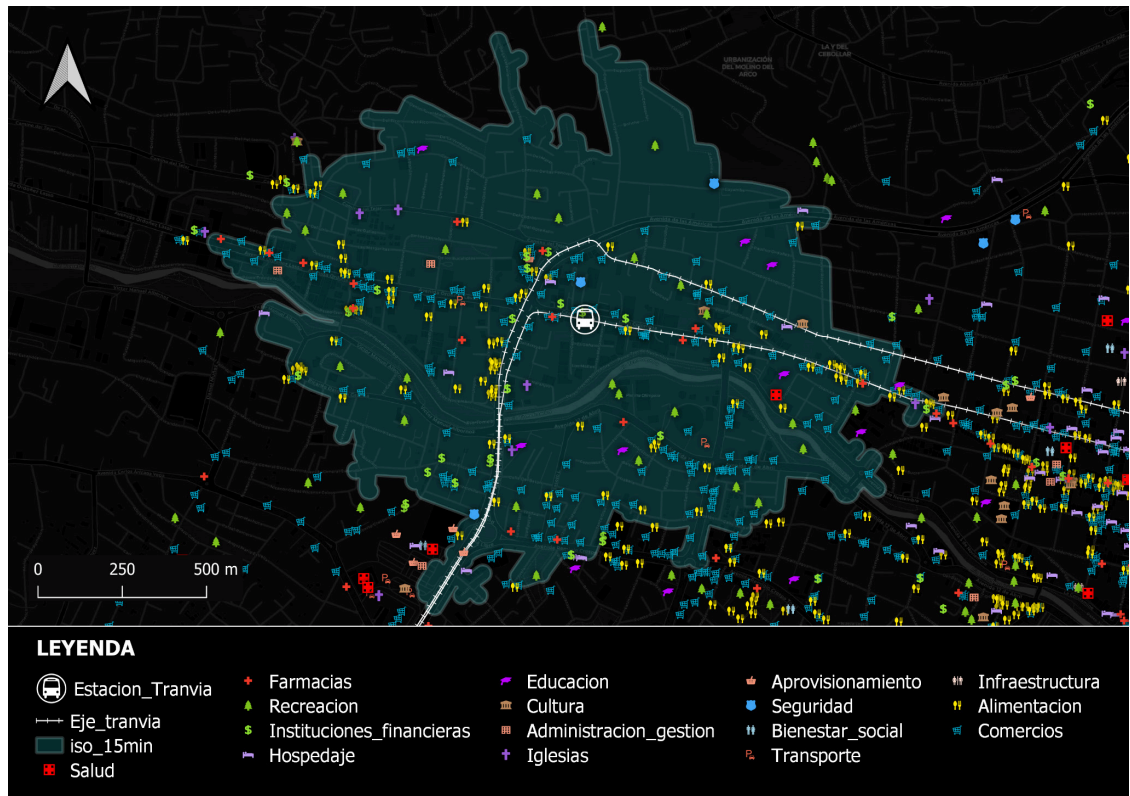 LA Y DEL
CEBOLLAR
URBANIZACIÓN
DEL MOLINO DEL
ARCO
0 250 500 m
LEYENDA
Estacion_Tranvia
Eje_tranvia
iso_15min
Salud
Farmacias
Recreacion
Instituciones_financieras
Hospedaje
Educacion
Cultura
Administracion_gestion
Iglesias
Aprovisionamiento
Seguridad
Bienestar_social
Transporte
Infraestructura
Alimentacion
Comercios